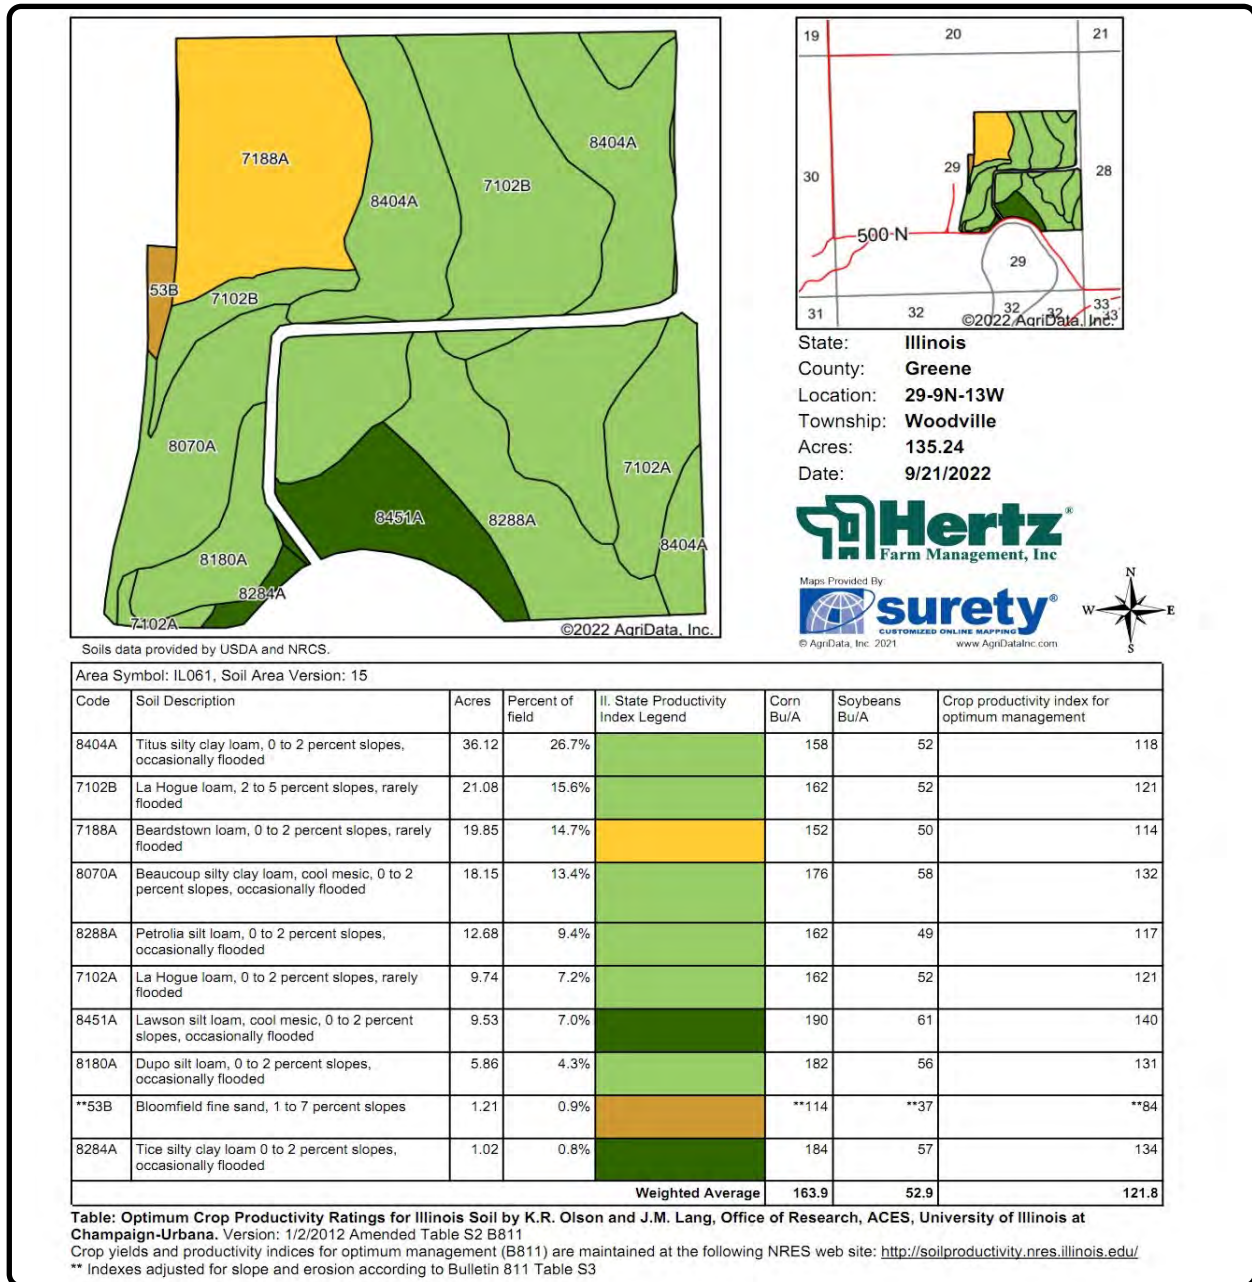 7188A
8404A
7102B
8404A
53B
7102B
8070A
7102A
8451A
8288A
8404A
8180A
8284A
7102A
©2022 AgriData, Inc.
Soils data provided by USDA and NRCS.
19 20 21
30 29 28
500 N
29
31 32 32 32 33
33
©2022 AgriData, Inc.
State: Illinois
County: Greene
Location: 29-9N-13W
Township: Woodville
Acres: 135.24
Date: 9/21/2022
Hertz®
Farm Management, Inc
Maps Provided By:
surety®
CUSTOMIZED ONLINE MAPPING
© AgriData, Inc. 2021 www.AgriDataInc.com
N
W E
S
Area Symbol: IL061, Soil Area Version: 15
Code Soil Description Acres Percent of field II. State Productivity Index Legend Corn Bu/A Soybeans Bu/A Crop productivity index for optimum management
8404A Titus silty clay loam, 0 to 2 percent slopes, occasionally flooded 36.12 26.7% 158 52 118
7102B La Hogue loam, 2 to 5 percent slopes, rarely flooded 21.08 15.6% 162 52 121
7188A Beardstown loam, 0 to 2 percent slopes, rarely flooded 19.85 14.7% 152 50 114
8070A Beaucoup silty clay loam, cool mesic, 0 to 2 percent slopes, occasionally flooded 18.15 13.4% 176 58 132
8288A Petrolia silt loam, 0 to 2 percent slopes, occasionally flooded 12.68 9.4% 162 49 117
7102A La Hogue loam, 0 to 2 percent slopes, rarely flooded 9.74 7.2% 162 52 121
8451A Lawson silt loam, cool mesic, 0 to 2 percent slopes, occasionally flooded 9.53 7.0% 190 61 140
8180A Dupo silt loam, 0 to 2 percent slopes, occasionally flooded 5.86 4.3% 182 56 131
**53B Bloomfield fine sand, 1 to 7 percent slopes 1.21 0.9% **114 **37 **84
8284A Tice silty clay loam 0 to 2 percent slopes, occasionally flooded 1.02 0.8% 184 57 134
Weighted Average 163.9 52.9 121.8
Table: Optimum Crop Productivity Ratings for Illinois Soil by K.R. Olson and J.M. Lang, Office of Research, ACES, University of Illinois at
Champaign-Urbana. Version: 1/2/2012 Amended Table S2 B811
Crop yields and productivity indices for optimum management (B811) are maintained at the following NRES web site: http://soilproductivity.nres.illinois.edu/
** Indexes adjusted for slope and erosion according to Bulletin 811 Table S3